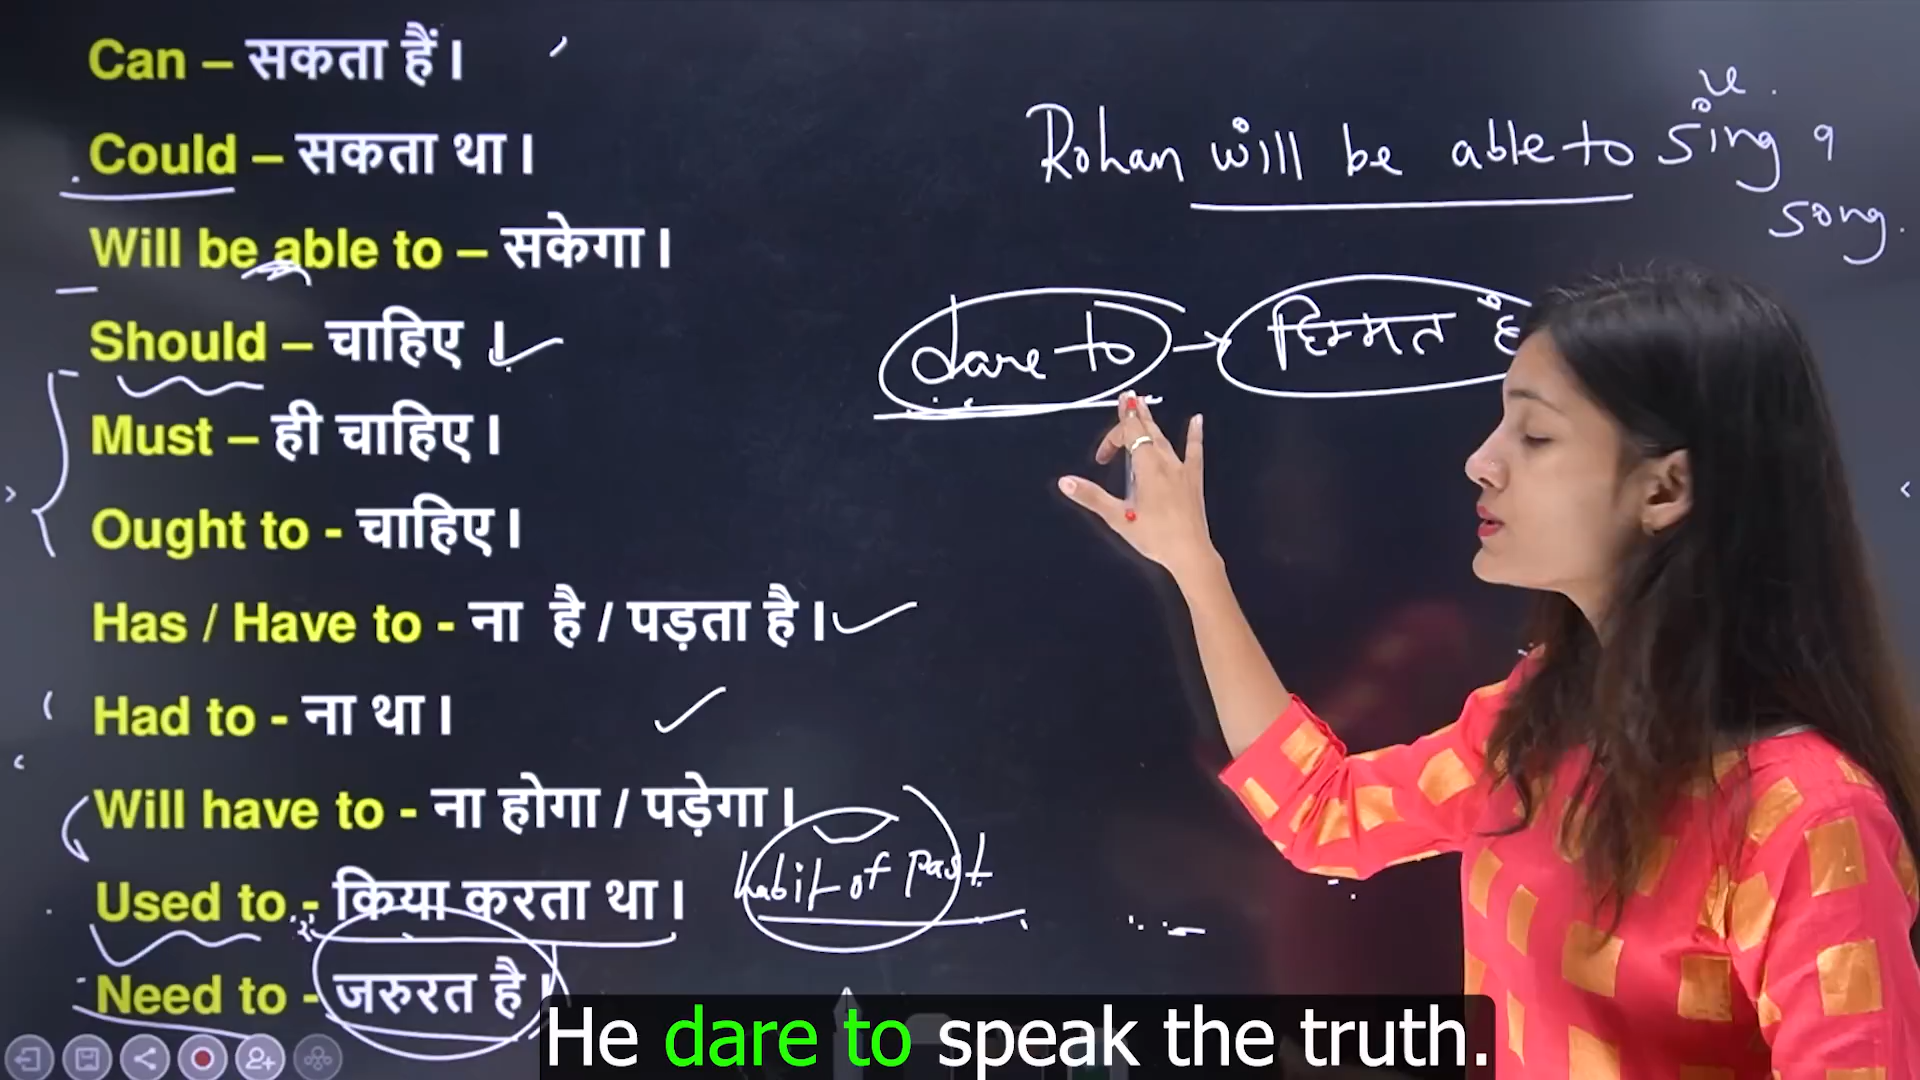 Can – सकता हैं।
Could – सकता था।
Will be able to – सकेगा।
Should – चाहिए ।
Must – ही चाहिए।
Ought to - चाहिए।
Has / Have to - ना है / पड़ता है।
Had to - ना था।
Will have to - ना होगा / पड़ेगा।
Used to - किया करता था।
Need to - जरुरत है।
Rohan will be able to sing a
song.
dare to → हिम्मत है
habit of past
He dare to speak the truth.